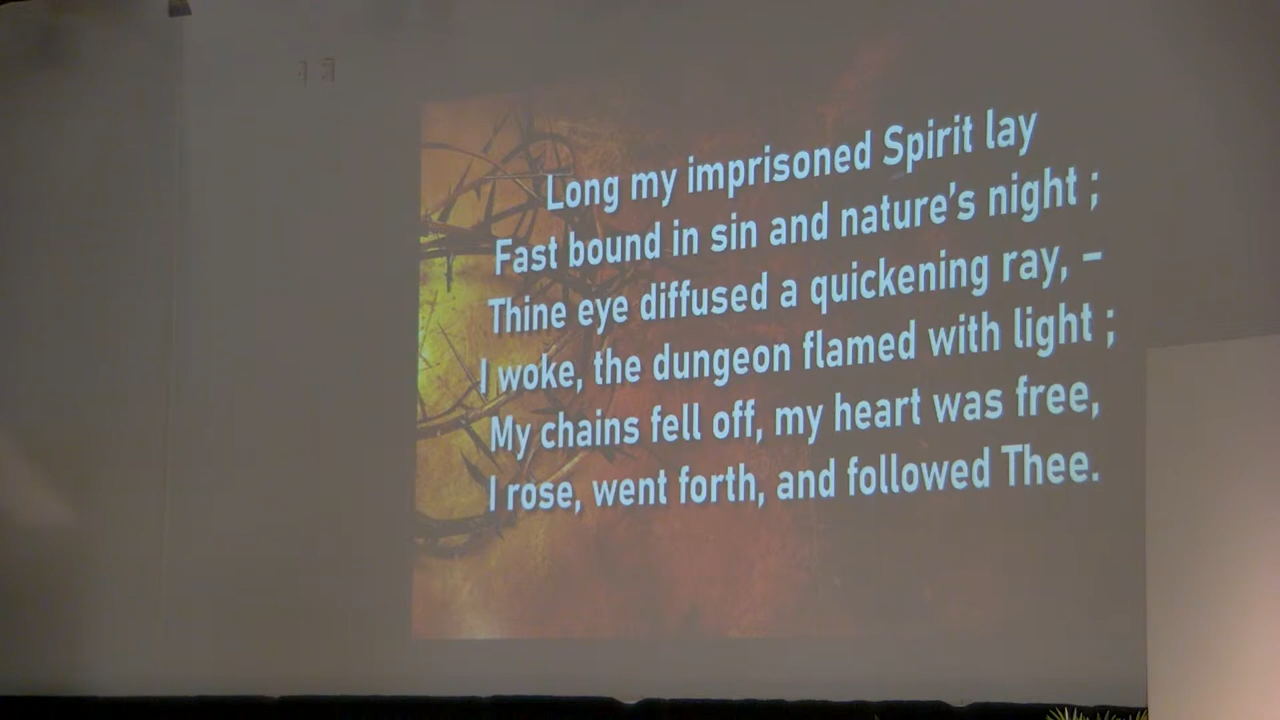 Long my imprisoned Spirit lay
Fast bound in sin and nature's night ;
Thine eye diffused a quickening ray, –
I woke, the dungeon flamed with light ;
My chains fell off, my heart was free,
I rose, went forth, and followed Thee.